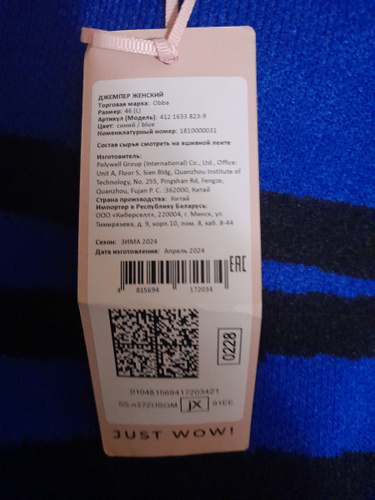 ДЖЕМПЕР ЖЕНСКИЙ
Торговая марка: Obba
Размер: 46 (L)
Артикул (Модель): 412 1633 823-9
Цвет: синий / blue
Номенклатурный номер: 1810000031
Состав сырья смотреть на вшивной ленте
Изготовитель:
Polywell Group (International) Co., Ltd., Office:
Unit A, Floor 5, Sien Bldg, Quanzhou Institute of
Technology, No. 255, Pingshan Rd, Fengze,
Quanzhou, Fujan P.C. :362000, Китай
Страна производства: Китай
Импортер в Республику Беларусь:
ООО «Киберселл», 220004, г. Минск, ул.
Тимирязева, д. 9, корп.10, пом. 8, каб. 8-44
Сезон: ЗИМА 2024
Дата изготовления: Апрель 2024
EAC
4 815694 172034
0228
010481569417203421
jX 91EE
JUST WOW!